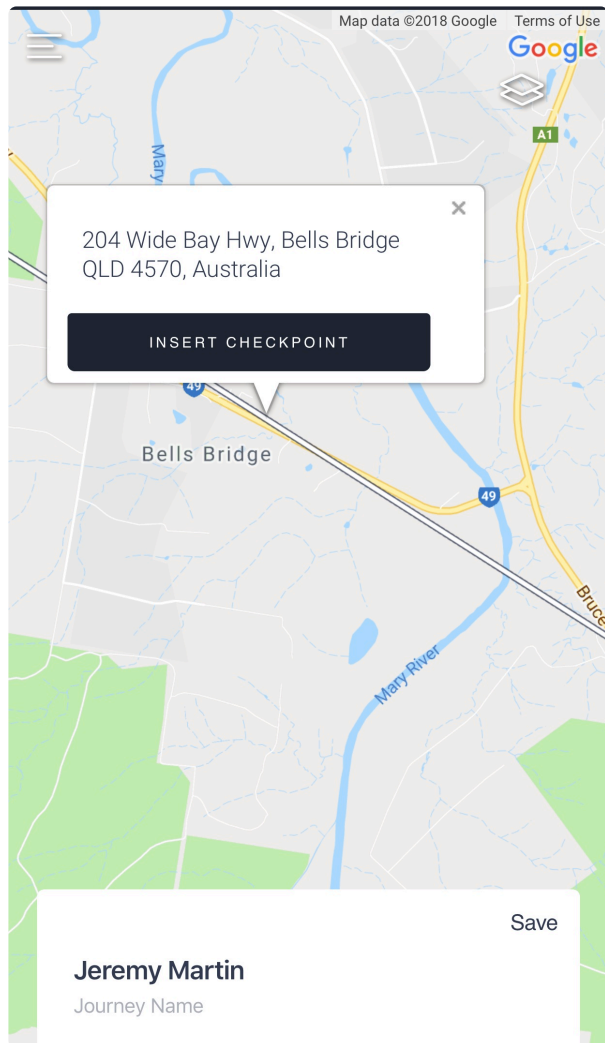 Map data ©2018 Google Terms of Use
Google
A1
Mary
204 Wide Bay Hwy, Bells Bridge
QLD 4570, Australia
INSERT CHECKPOINT
49
Bells Bridge
49
Bruce
Mary River
Save
Jeremy Martin
Journey Name